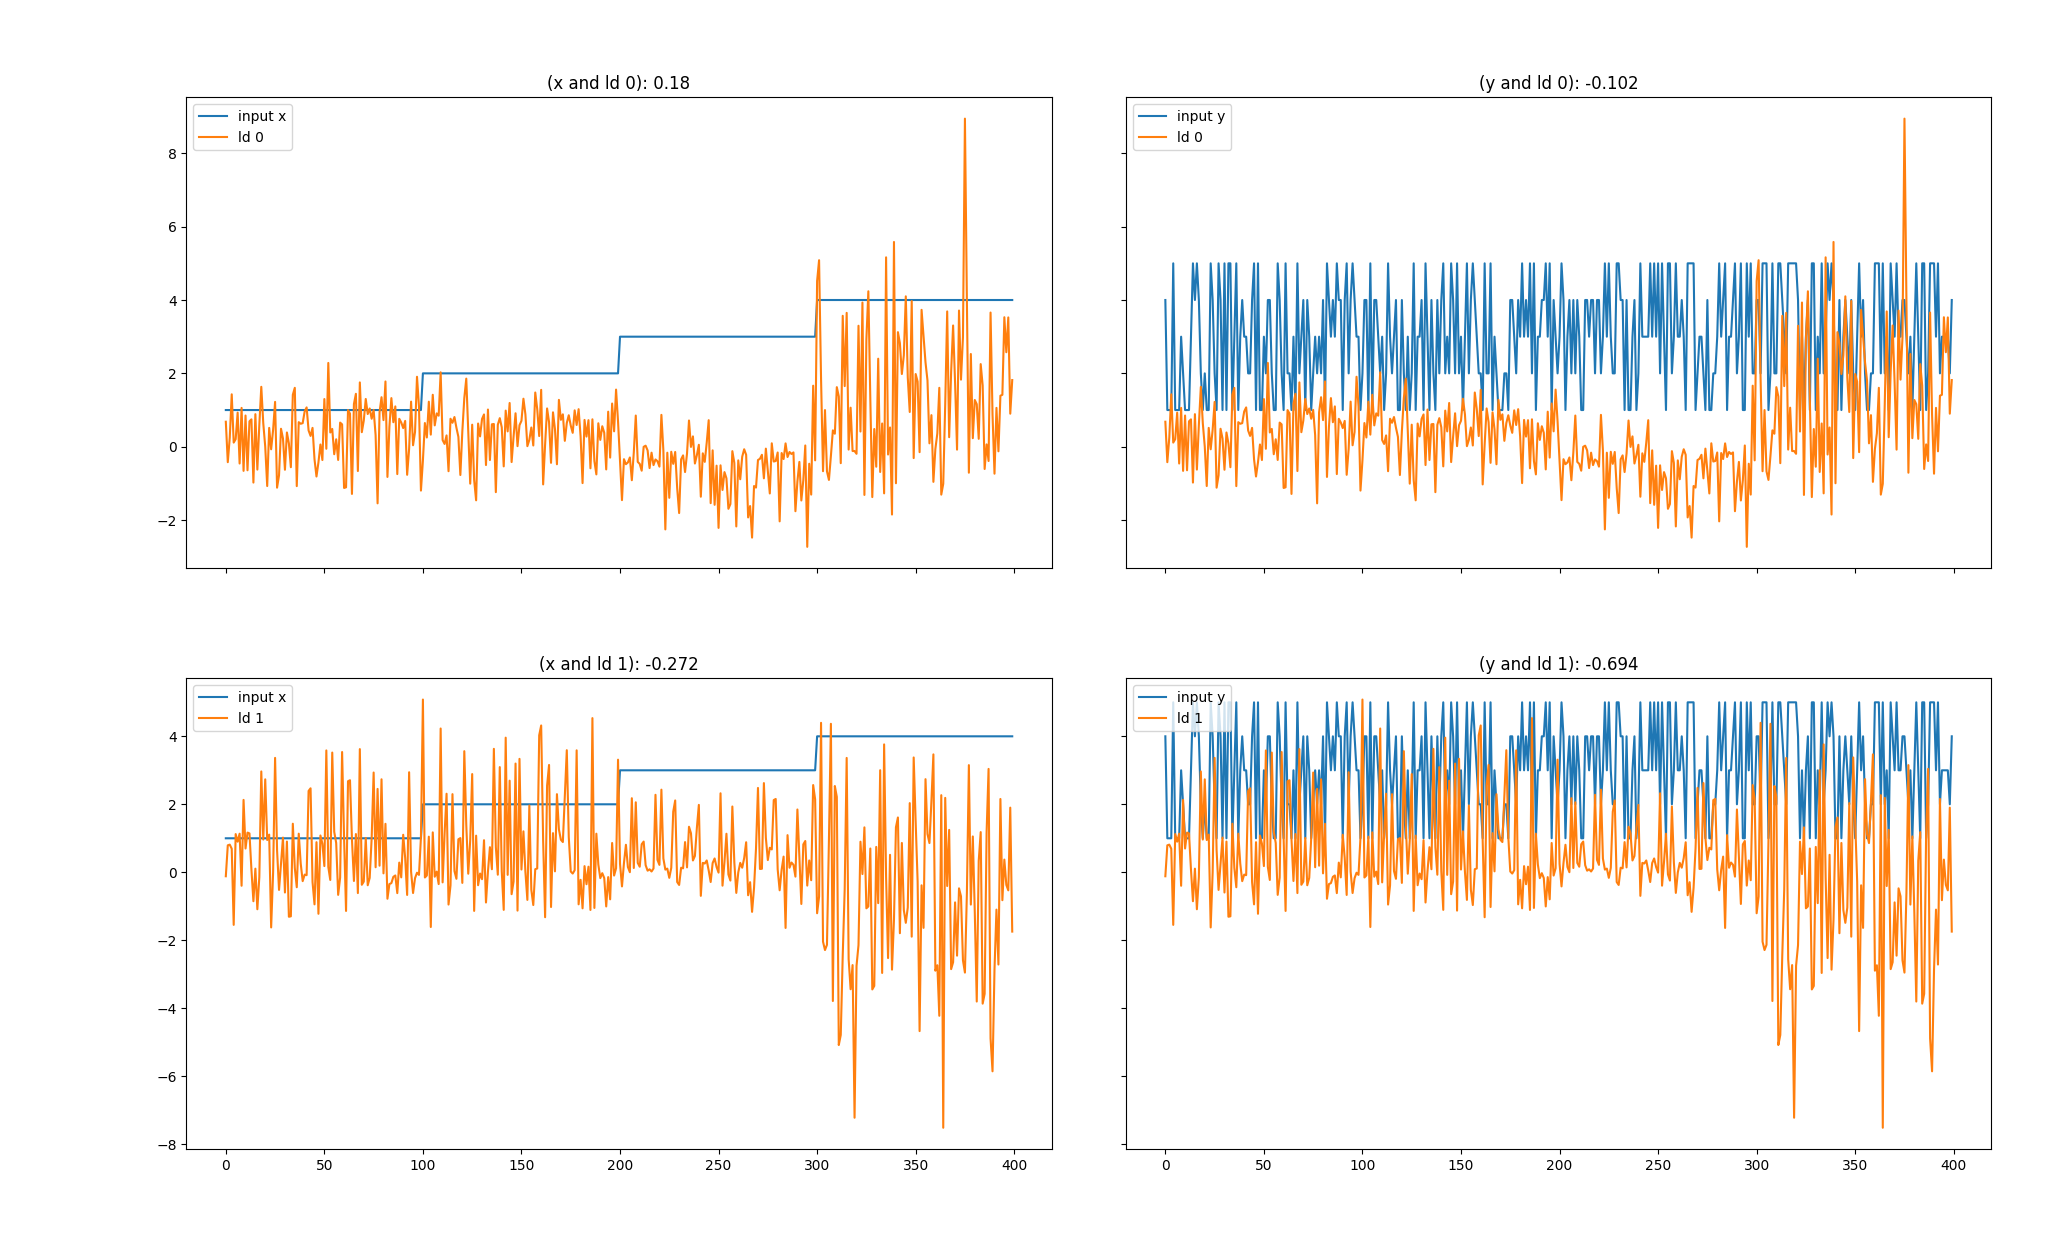 (x and ld 0): 0.18
input x
ld 0
8
6
4
2
0
−2
(y and ld 0): -0.102
input y
ld 0
(x and ld 1): -0.272
input x
ld 1
4
2
0
−2
−4
−6
−8
0 50 100 150 200 250 300 350 400
(y and ld 1): -0.694
input y
ld 1
0 50 100 150 200 250 300 350 400